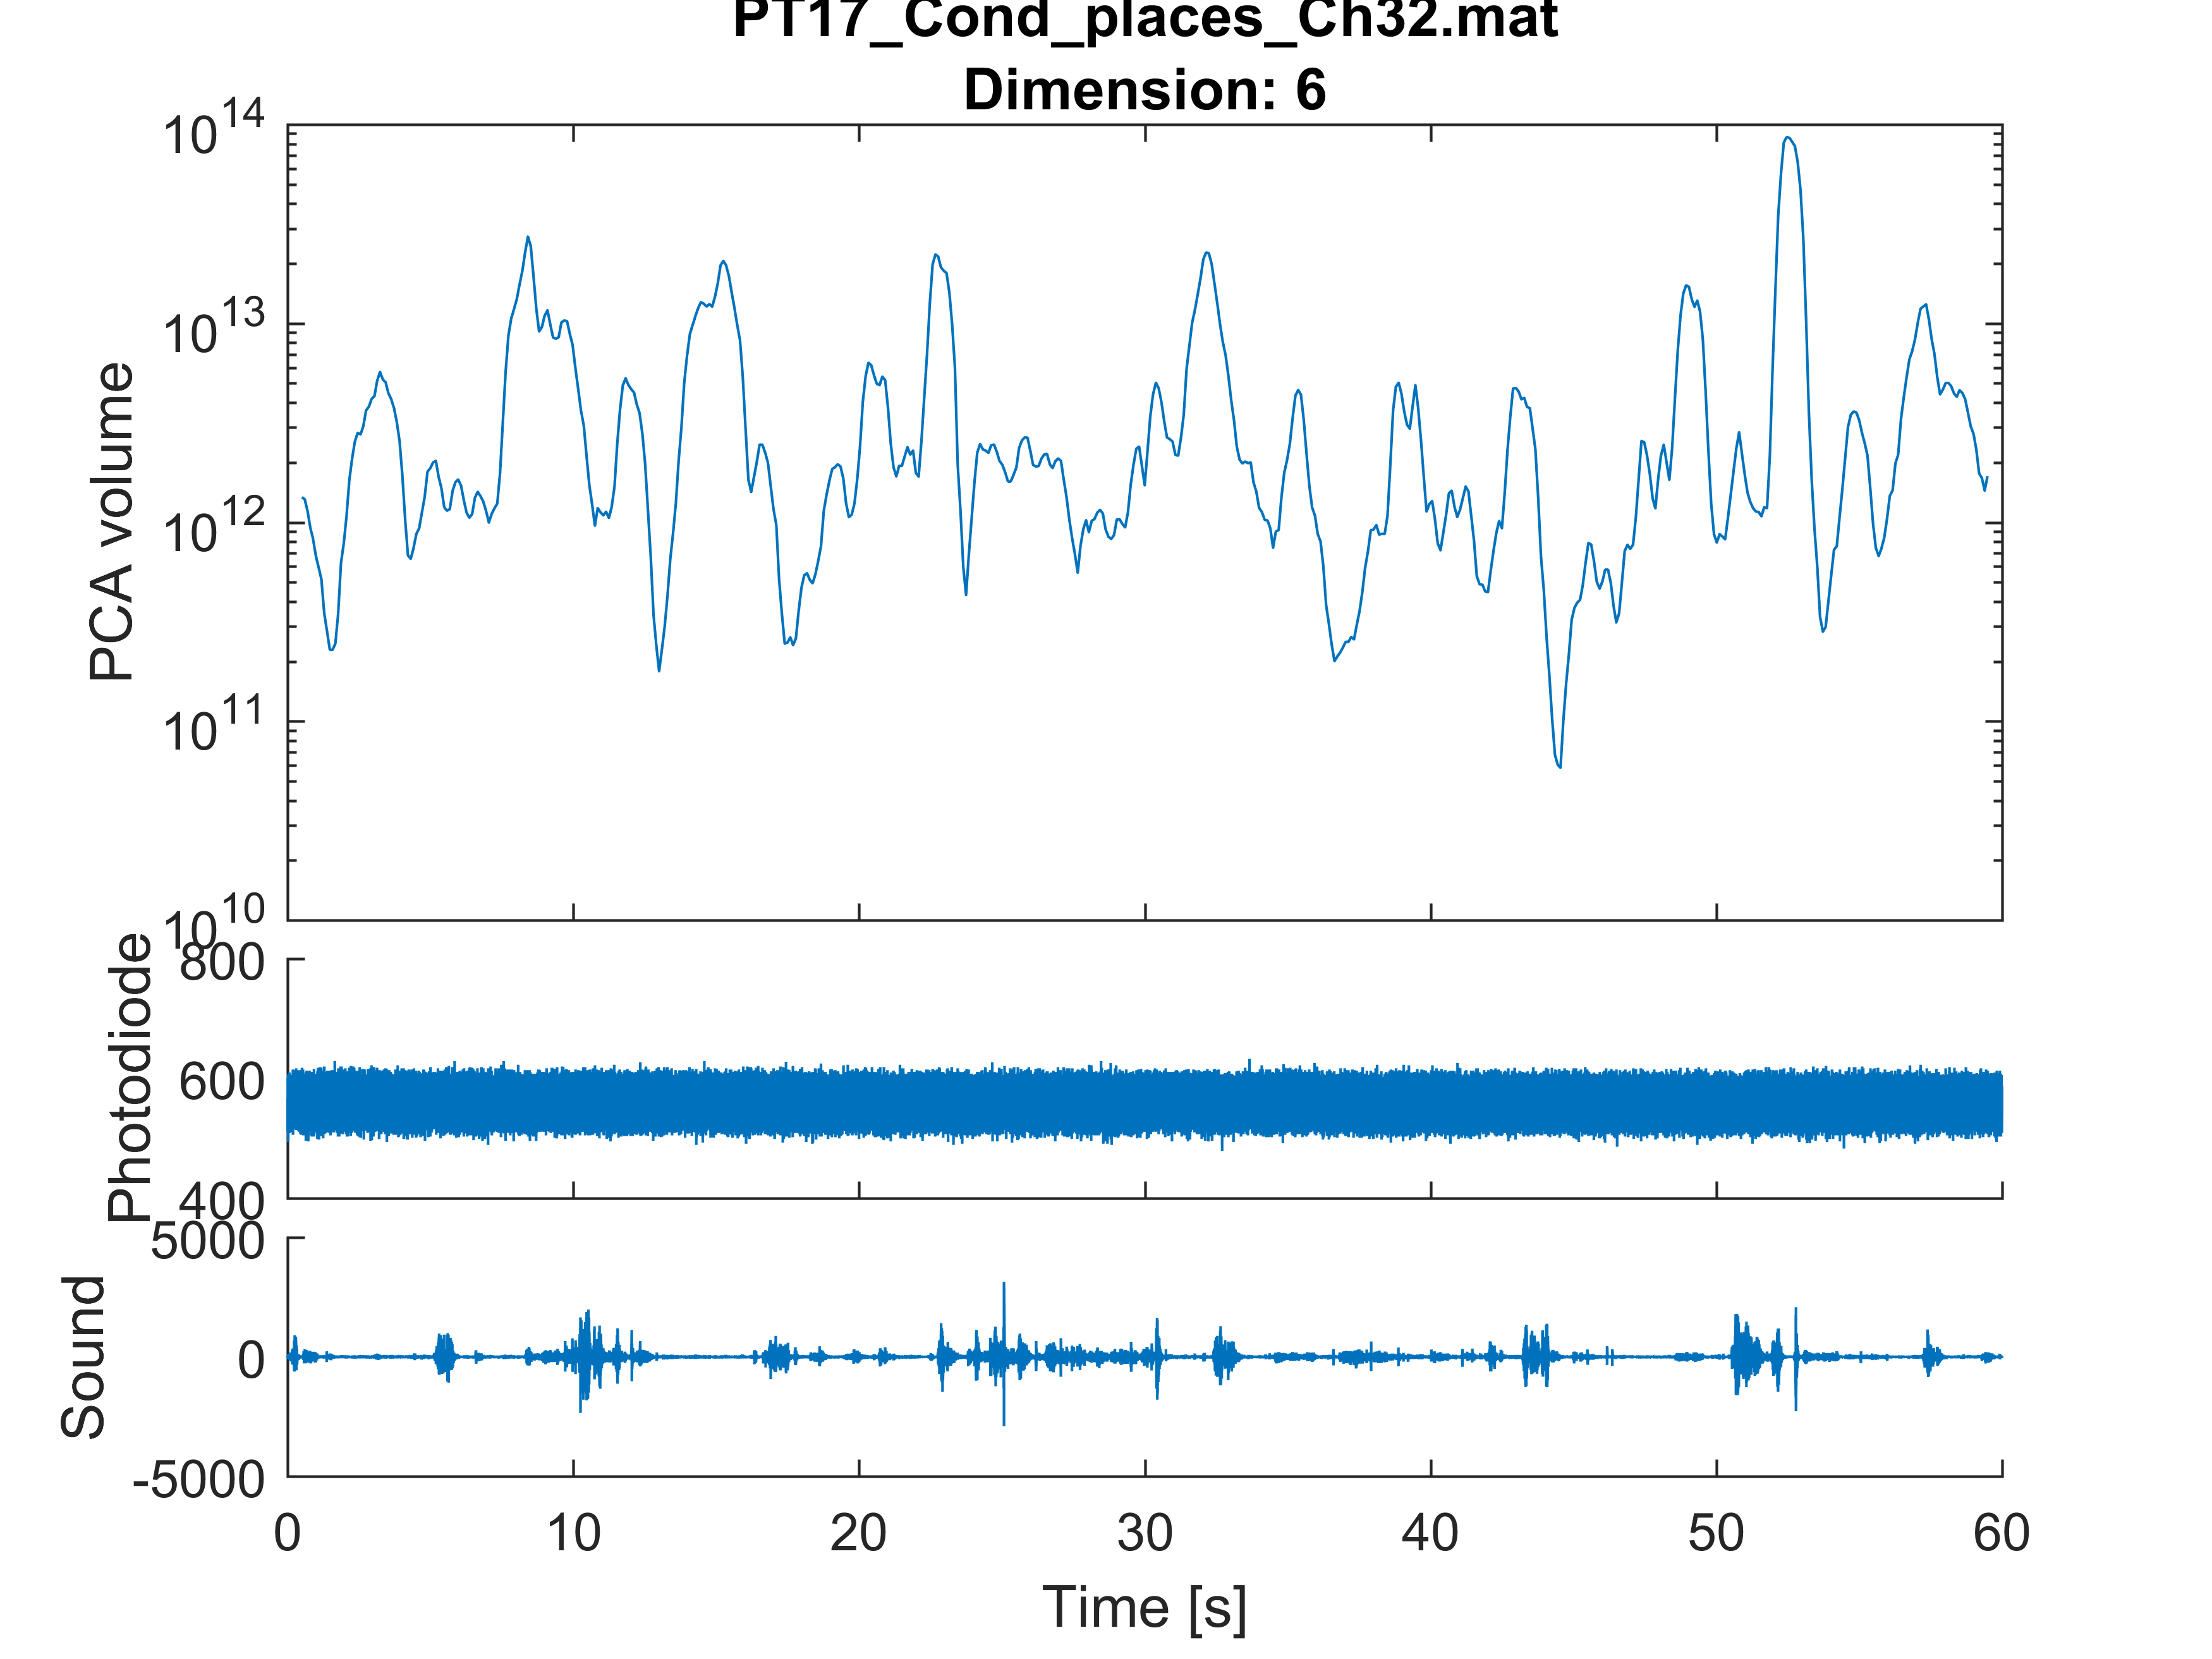 PT17_Cond_places_Ch32.mat
Dimension: 6
10^14
10^13
10^12
10^11
10^10
PCA volume
800
600
400
Photodiode
5000
0
-5000
Sound
0 10 20 30 40 50 60
Time [s]